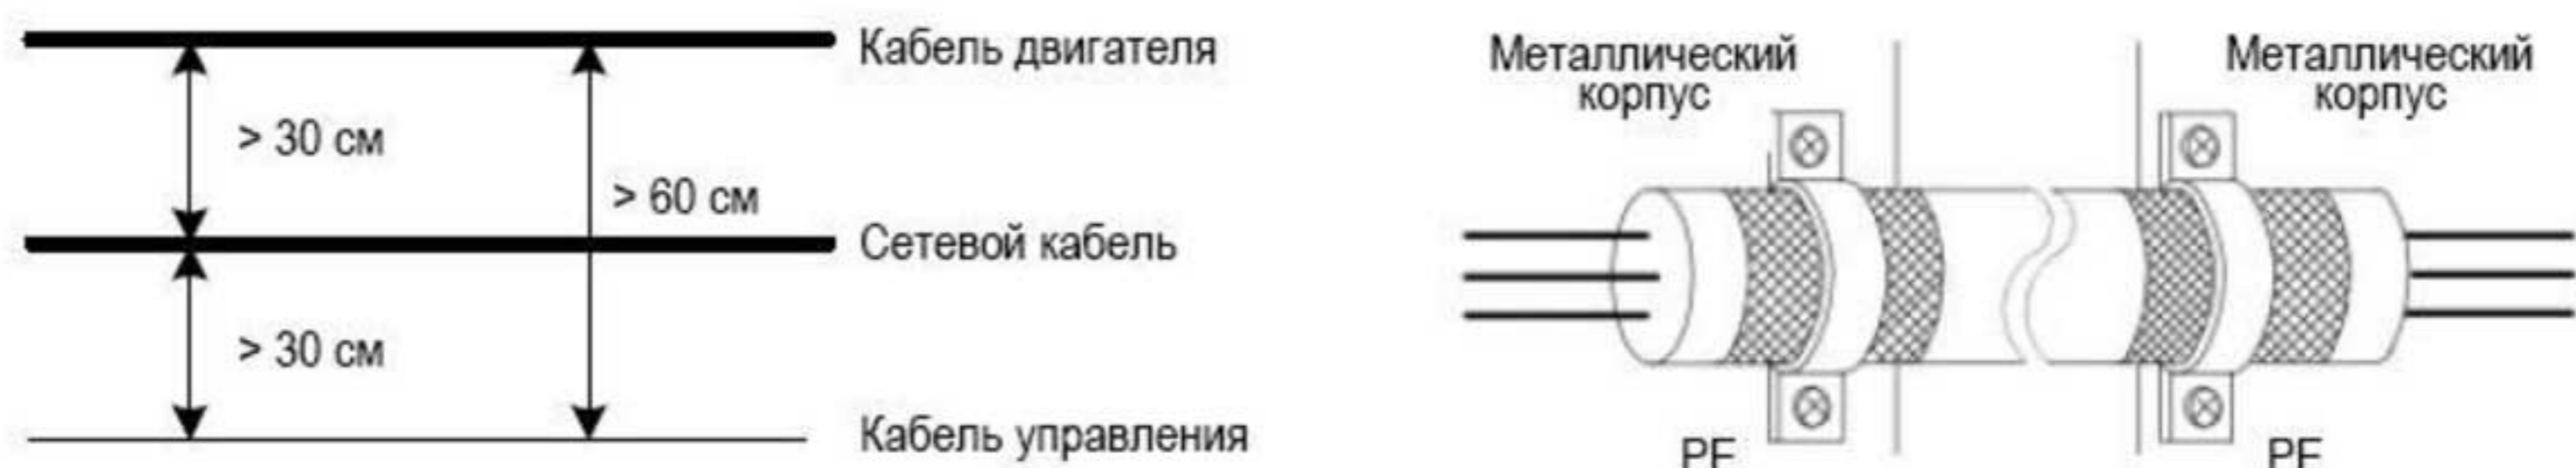 Кабель двигателя
> 30 см
> 60 см
Сетевой кабель
> 30 см
Кабель управления
Металлический
корпус
Металлический
корпус
PE
PE